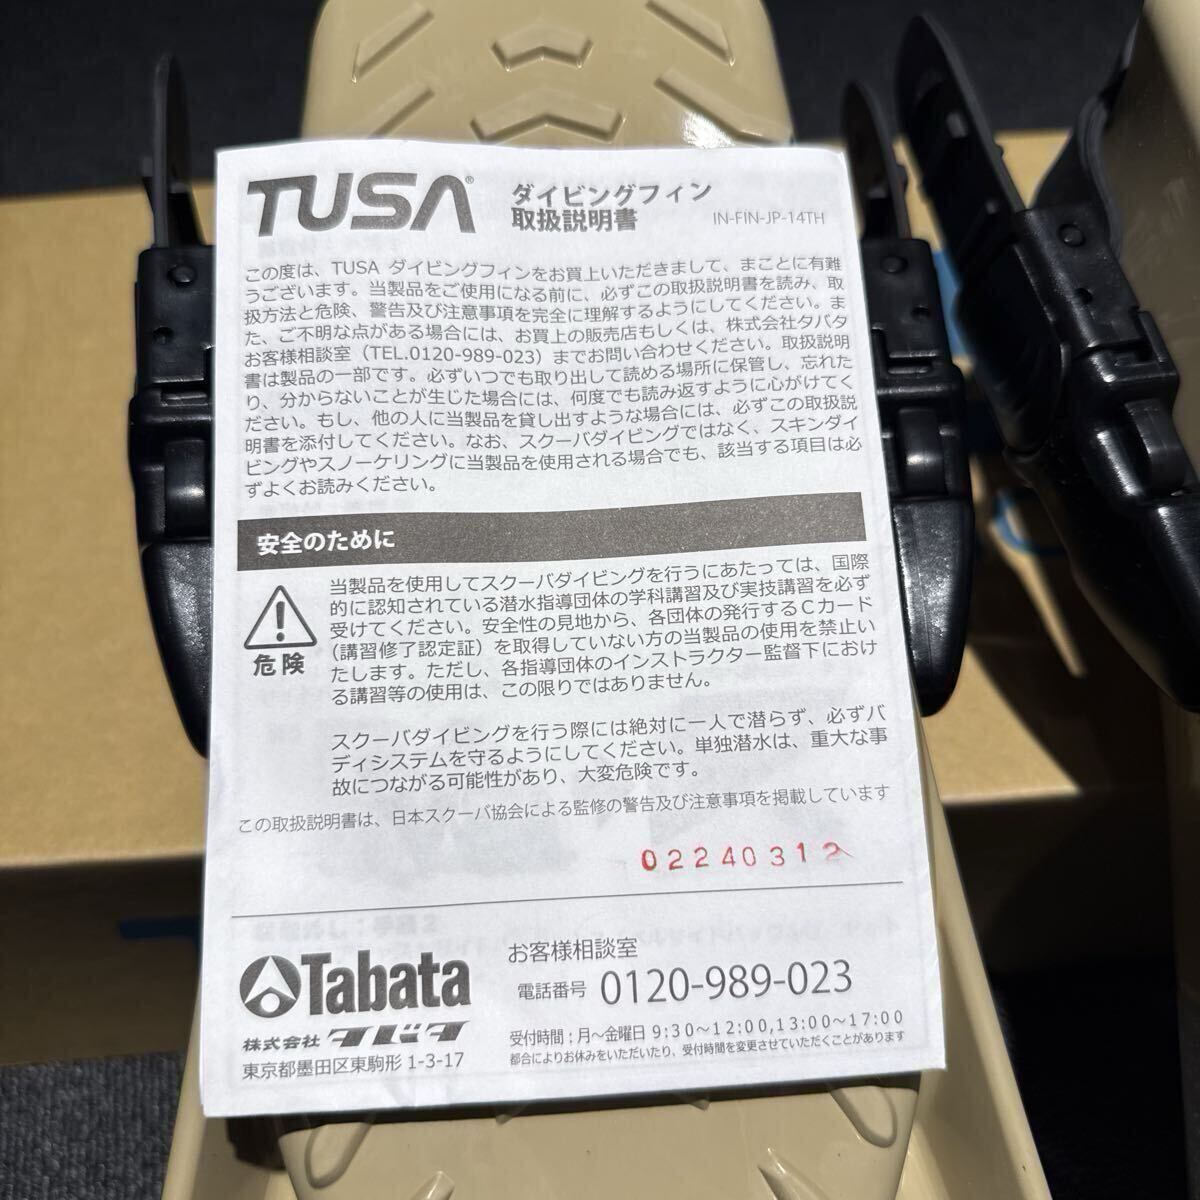 TUSA®
ダイビングフィン
取扱説明書
IN-FIN-JP-14TH
この度は、TUSA ダイビングフィンをお買上いただきまして、まことに有難
うございます。当製品をご使用になる前に、必ずこの取扱説明書を読み、取
扱方法と危険、警告及び注意事項を完全に理解するようにしてください。ま
た、ご不明な点がある場合には、お買上の販売店もしくは、株式会社タバタ
お客様相談室（TEL.0120-989-023）までお問い合わせください。取扱説明
書は製品の一部です。必ずいつでも取り出して読める場所に保管し、忘れた
り、分からないことが生じた場合には、何度でも読み返すように心がけてく
ださい。もし、他の人に当製品を貸し出すような場合には、必ずこの取扱説
明書を添付してください。なお、スクーバダイビングではなく、スキンダイ
ビングやスノーケリングに当製品を使用される場合でも、該当する項目は必
ずよくお読みください。
安全のために
危険
当製品を使用してスクーバダイビングを行うにあたっては、国際
的に認知されている潜水指導団体の学科講習及び実技講習を必ず
受けてください。安全性の見地から、各団体の発行するCカード
（講習修了認定証）を取得していない方の当製品の使用を禁止い
たします。ただし、各指導団体のインストラクター監督下におけ
る講習等の使用は、この限りではありません。
スクーバダイビングを行う際には絶対に一人で潜らず、必ずバ
ディシステムを守るようにしてください。単独潜水は、重大な事
故につながる可能性があり、大変危険です。
この取扱説明書は、日本スクーバ協会による監修の警告及び注意事項を掲載しています
02240312
Tabata
株式会社 タバタ
東京都墨田区東駒形 1-3-17
お客様相談室
電話番号 0120-989-023
受付時間：月～金曜日 9:30～12:00,13:00～17:00
都合によりお休みをいただいたり、受付時間を変更させていただくことがあります